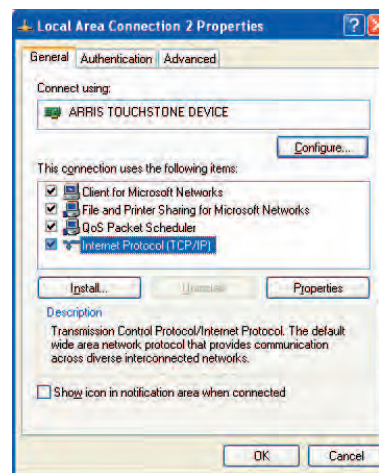 Local Area Connection 2 Properties
General Authentication Advanced
Connect using:
ARRIS TOUCHSTONE DEVICE
Configure...
This connection uses the following items:
Client for Microsoft Networks
File and Printer Sharing for Microsoft Networks
QoS Packet Scheduler
Internet Protocol (TCP/IP)
Install... Uninstall Properties
Description
Transmission Control Protocol/Internet Protocol. The default
wide area network protocol that provides communication
across diverse interconnected networks.
Show icon in notification area when connected
OK Cancel